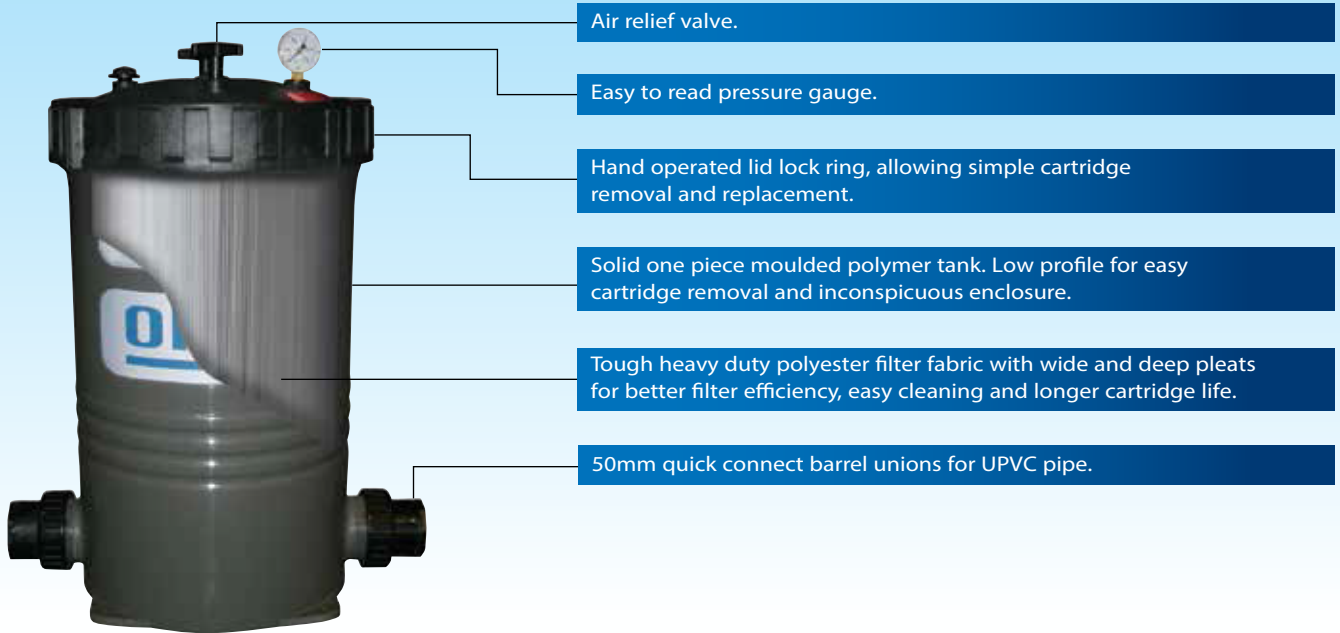 Air relief valve.
Easy to read pressure gauge.
Hand operated lid lock ring, allowing simple cartridge
removal and replacement.
Solid one piece moulded polymer tank. Low profile for easy
cartridge removal and inconspicuous enclosure.
Tough heavy duty polyester filter fabric with wide and deep pleats
for better filter efficiency, easy cleaning and longer cartridge life.
50mm quick connect barrel unions for UPVC pipe.